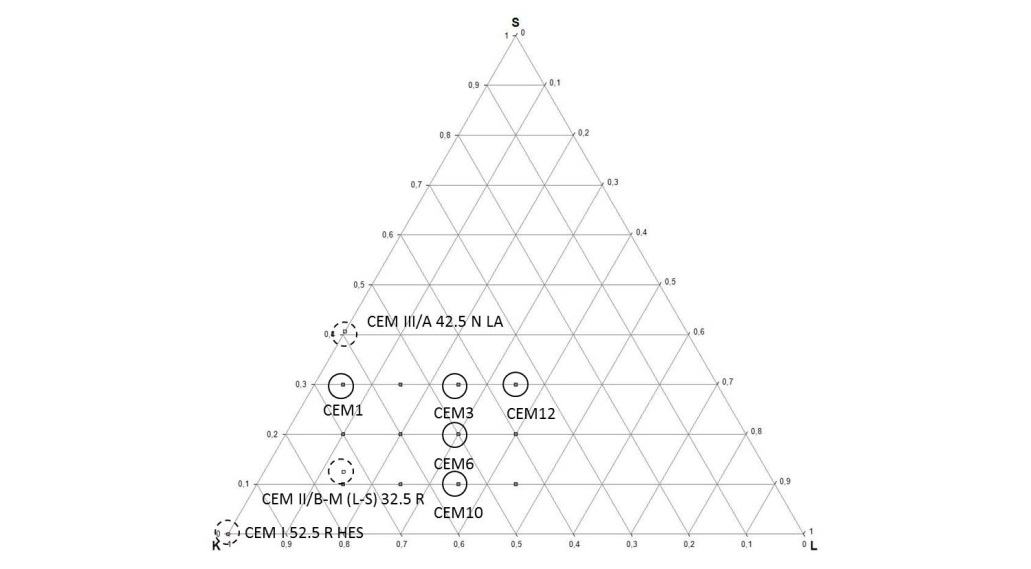 S
1 0
0,9 0,1
0,8 0,2
0,7 0,3
0,6 0,4
0,5 0,5
CEM III/A 42.5 N LA
0,4 0,6
0,3 0,7
CEM1 CEM3 CEM12
0,2 0,8
CEM6
0,1 0,9
CEM II/B-M (L-S) 32.5 R
CEM10
0 CEM I 52.5 R HES 1
K 1 0,9 0,8 0,7 0,6 0,5 0,4 0,3 0,2 0,1 0 L